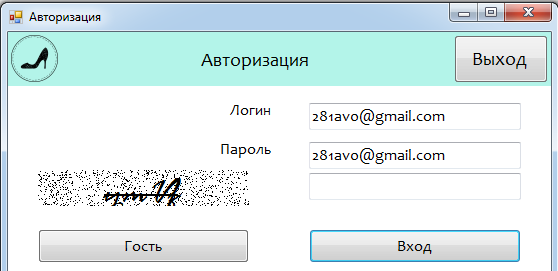 Авторизация
Авторизация
Выход
Логин
281avo@gmail.com
Пароль
281avo@gmail.com
Гость
Вход